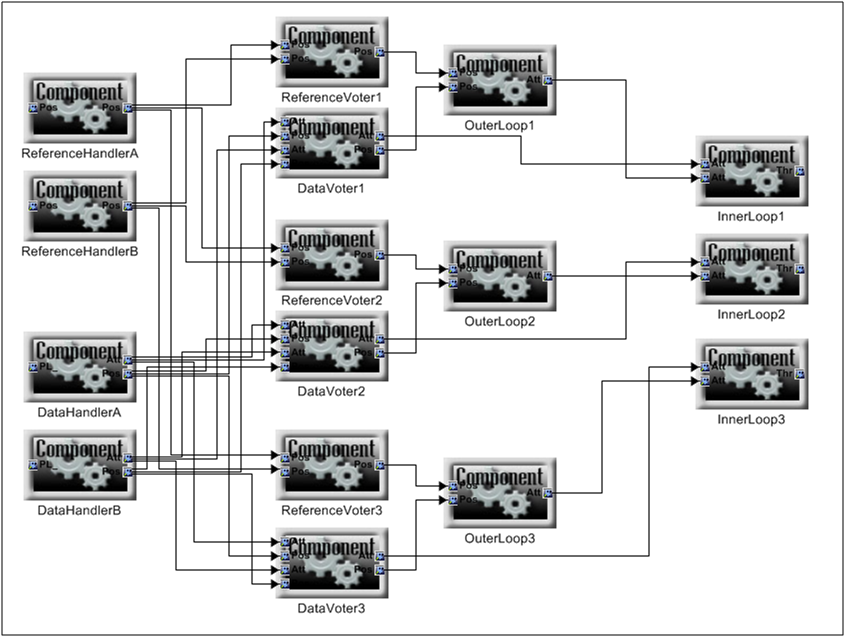 Component
Pos
Pos
ReferenceHandlerA
Component
Pos
Pos
ReferenceHandlerB
Component
Att
Pos
DataHandlerA
Component
Att
Pos
DataHandlerB
Component
Pos
Pos
Pos
ReferenceVoter1
Component
Att
Pos
Att
Att
Pos
DataVoter1
Component
Pos
Pos
Pos
ReferenceVoter2
Component
Att
Pos
Att
Att
Pos
DataVoter2
Component
Pos
Pos
Pos
ReferenceVoter3
Component
Att
Pos
Att
Att
Pos
DataVoter3
Component
Pos
Pos
Att
OuterLoop1
Component
Pos
Pos
Att
OuterLoop2
Component
Pos
Pos
Att
OuterLoop3
Component
Att
Att
Thr
InnerLoop1
Component
Att
Att
Thr
InnerLoop2
Component
Att
Att
Thr
InnerLoop3